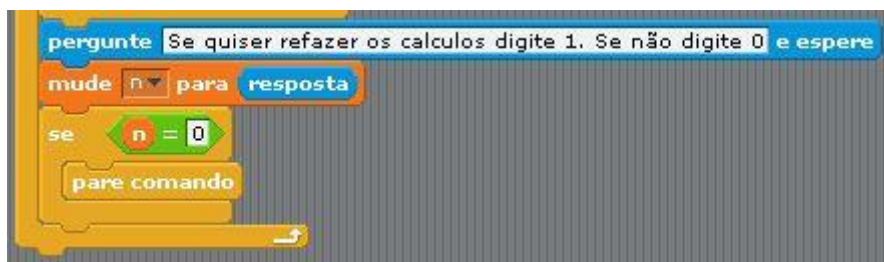 pergunte Se quiser refazer os calculos digite 1. Se não digite 0 e espere
mude n para resposta
se n = 0
pare comando